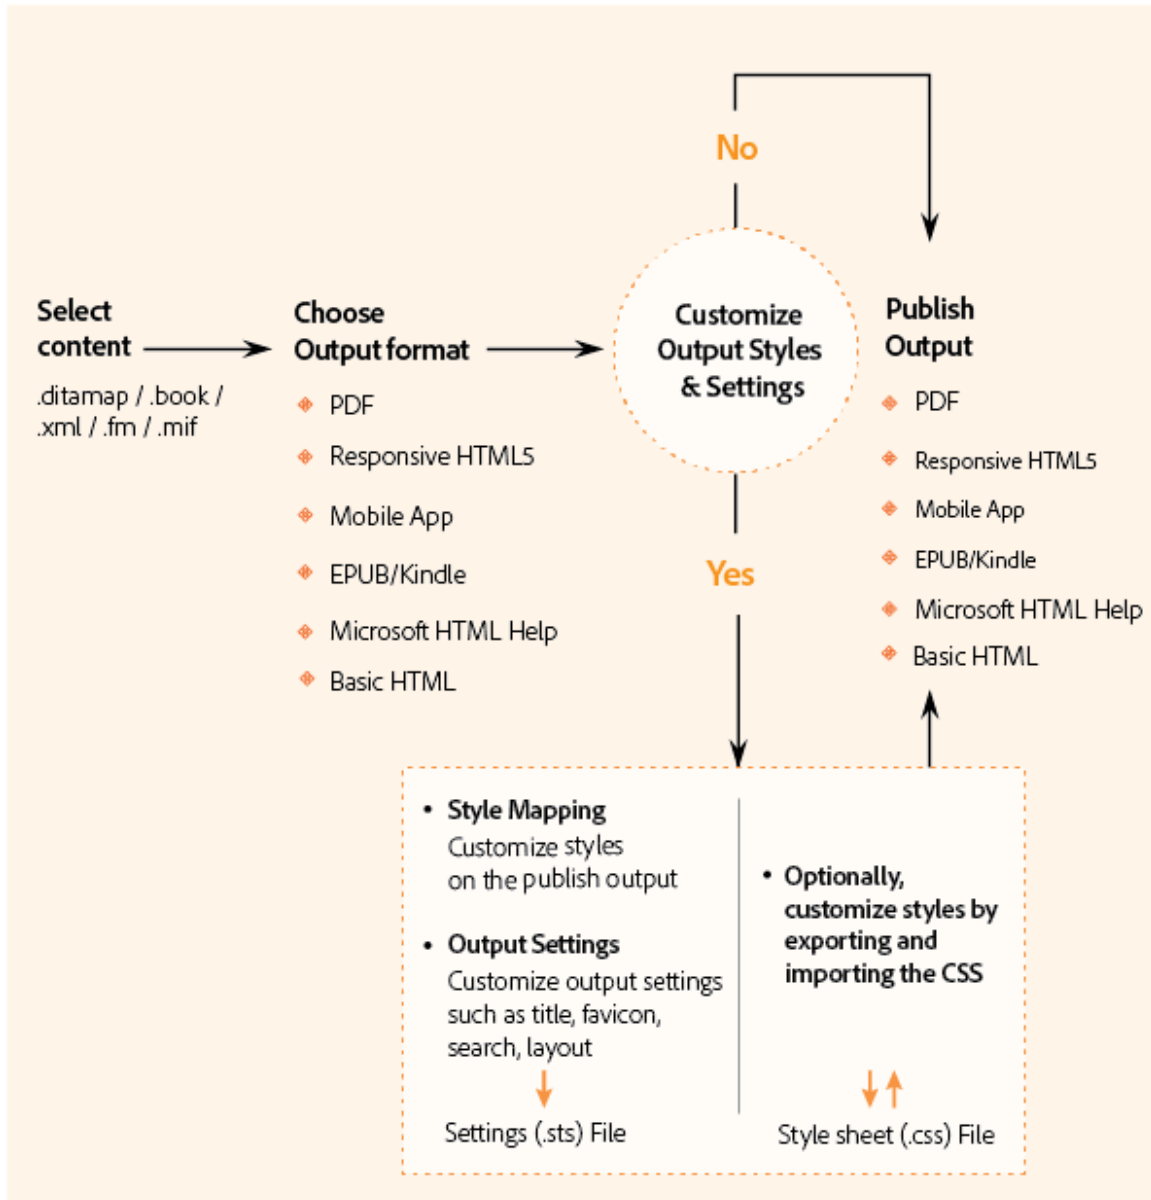 No
Select
content
.ditamap / .book /
.xml / .fm / .mif
Choose
Output format
PDF
Responsive HTML5
Mobile App
EPUB/Kindle
Microsoft HTML Help
Basic HTML
Customize
Output Styles
& Settings
Yes
Publish
Output
PDF
Responsive HTML5
Mobile App
EPUB/Kindle
Microsoft HTML Help
Basic HTML
• Style Mapping
Customize styles
on the publish output
• Output Settings
Customize output settings
such as title, favicon,
search, layout
Settings (.sts) File
• Optionally,
customize styles by
exporting and
importing the CSS
Style sheet (.css) File